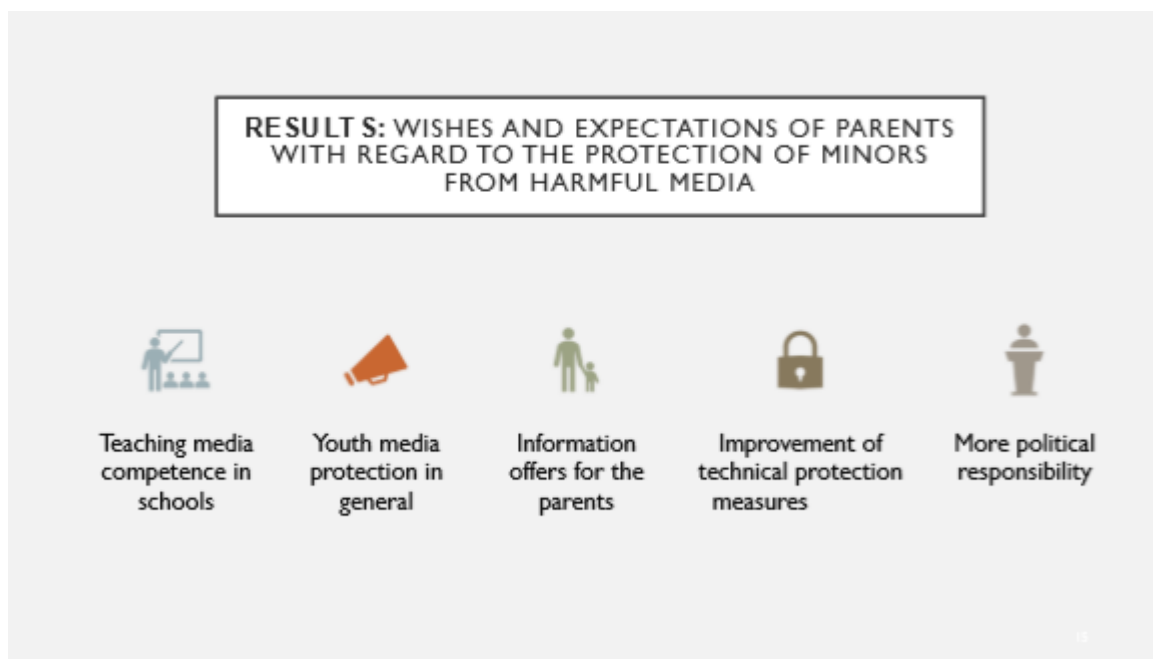 RESULTS: WISHES AND EXPECTATIONS OF PARENTS
WITH REGARD TO THE PROTECTION OF MINORS
FROM HARMFUL MEDIA
Teaching media
competence in
schools
Youth media
protection in
general
Information
offers for the
parents
Improvement of
technical protection
measures
More political
responsibility
13